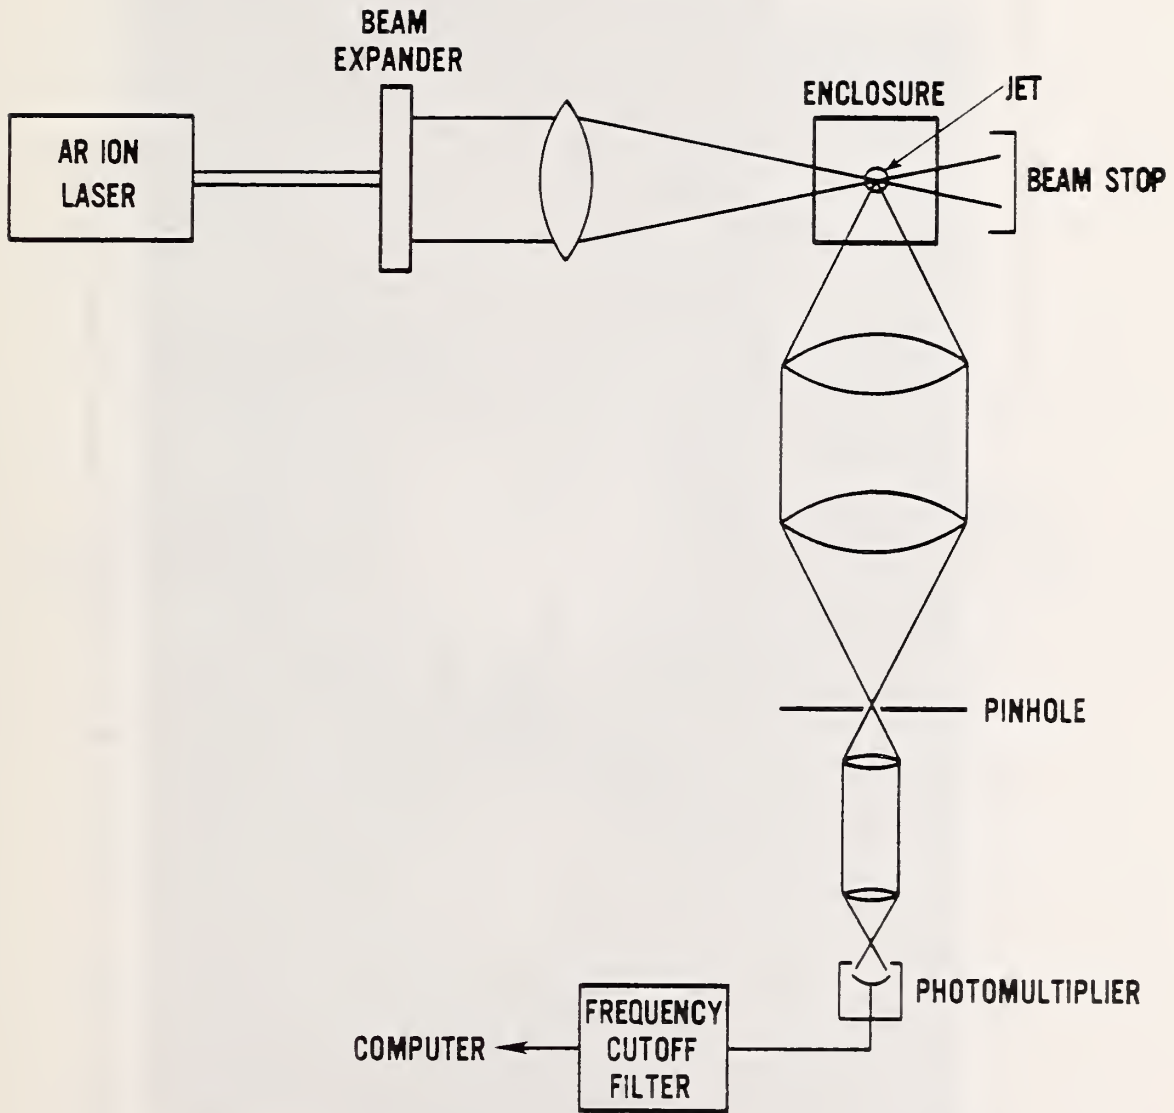 BEAM
EXPANDER
ENCLOSURE
JET
AR ION
LASER
BEAM STOP
PINHOLE
PHOTOMULTIPLIER
FREQUENCY
CUTOFF
FILTER
COMPUTER